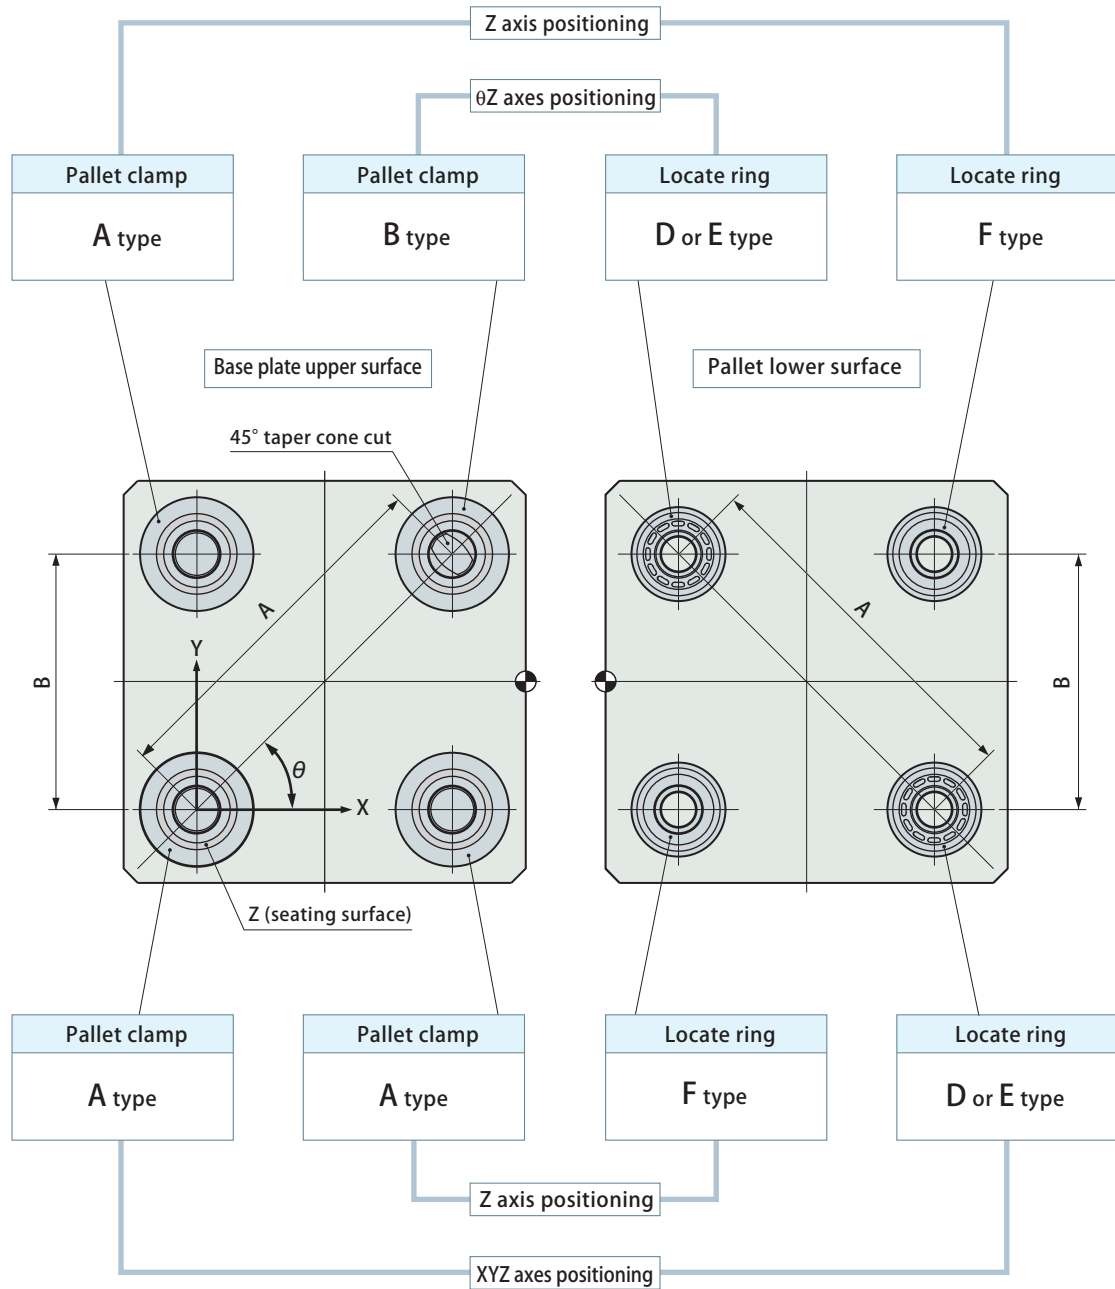 Z axis positioning
θZ axes positioning
Pallet clamp
A type
Pallet clamp
B type
Locate ring
D or E type
Locate ring
F type
Base plate upper surface
Pallet lower surface
45° taper cone cut
A
B
Y
θ
X
A
B
Z (seating surface)
Pallet clamp
A type
Pallet clamp
A type
Locate ring
F type
Locate ring
D or E type
Z axis positioning
XYZ axes positioning